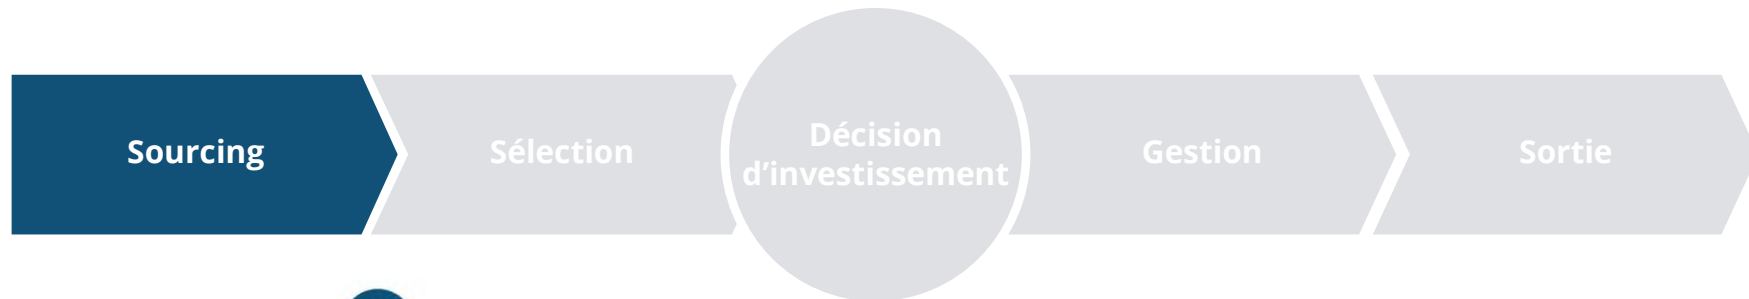 Sourcing
Sélection
Décision
d’investissement
Gestion
Sortie